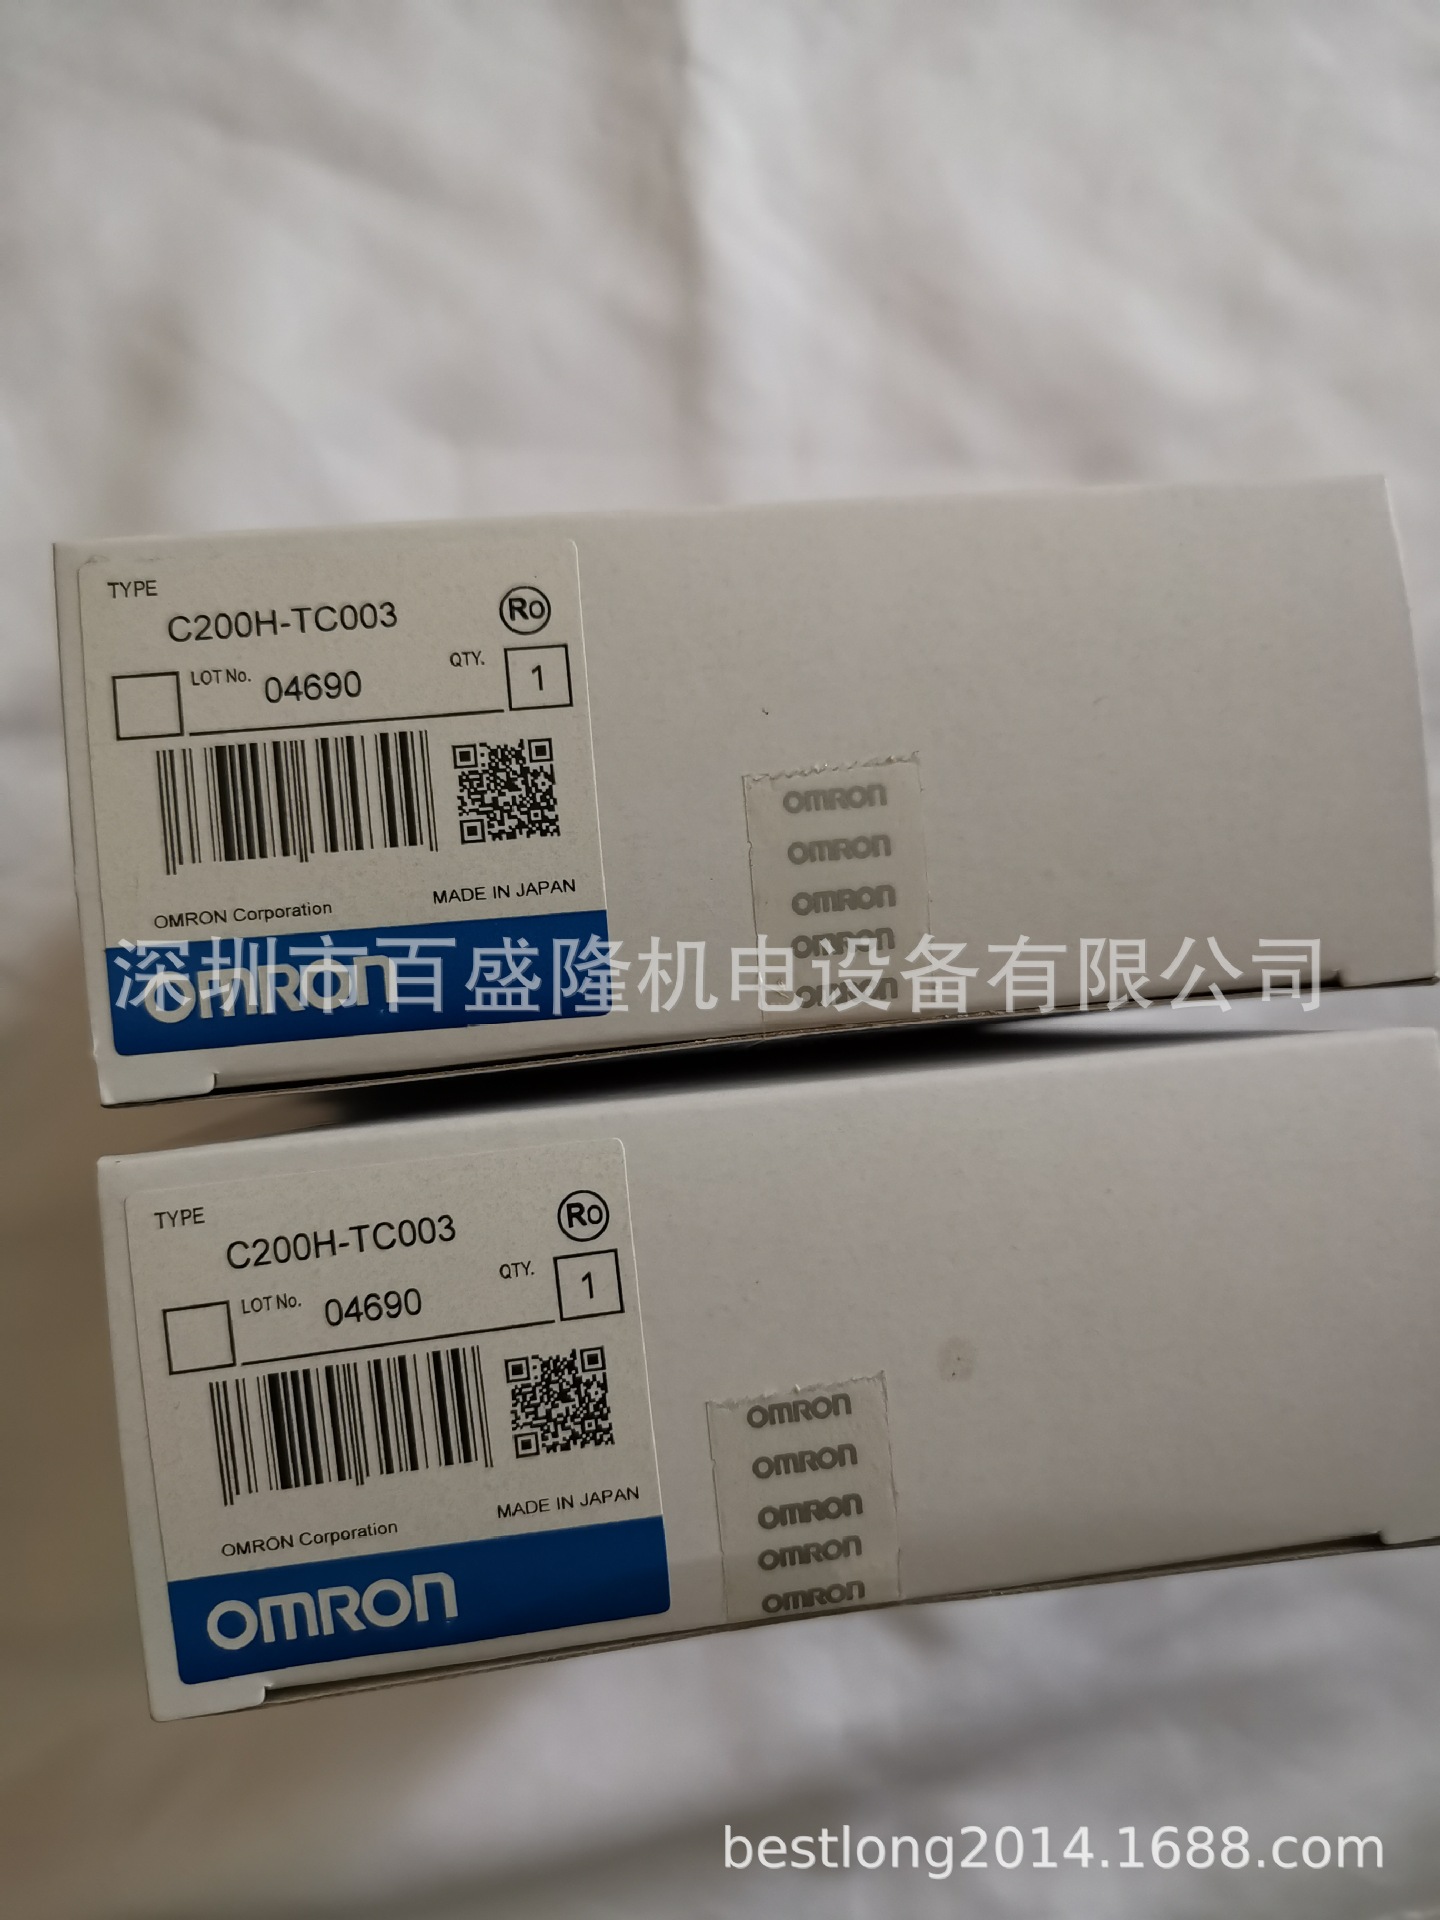 TYPE
C200H-TC003
Ro
LOT No. 04690
QTY. 1
MADE IN JAPAN
OMRON Corporation
OMRON
OMRON
OMRON
OMRON
OMRON
OMRON
深圳市百盛隆机电设备有限公司
TYPE
C200H-TC003
Ro
LOT No. 04690
QTY. 1
MADE IN JAPAN
OMRON Corporation
OMRON
OMRON
OMRON
OMRON
OMRON
OMRON
bestlong2014.1688.com